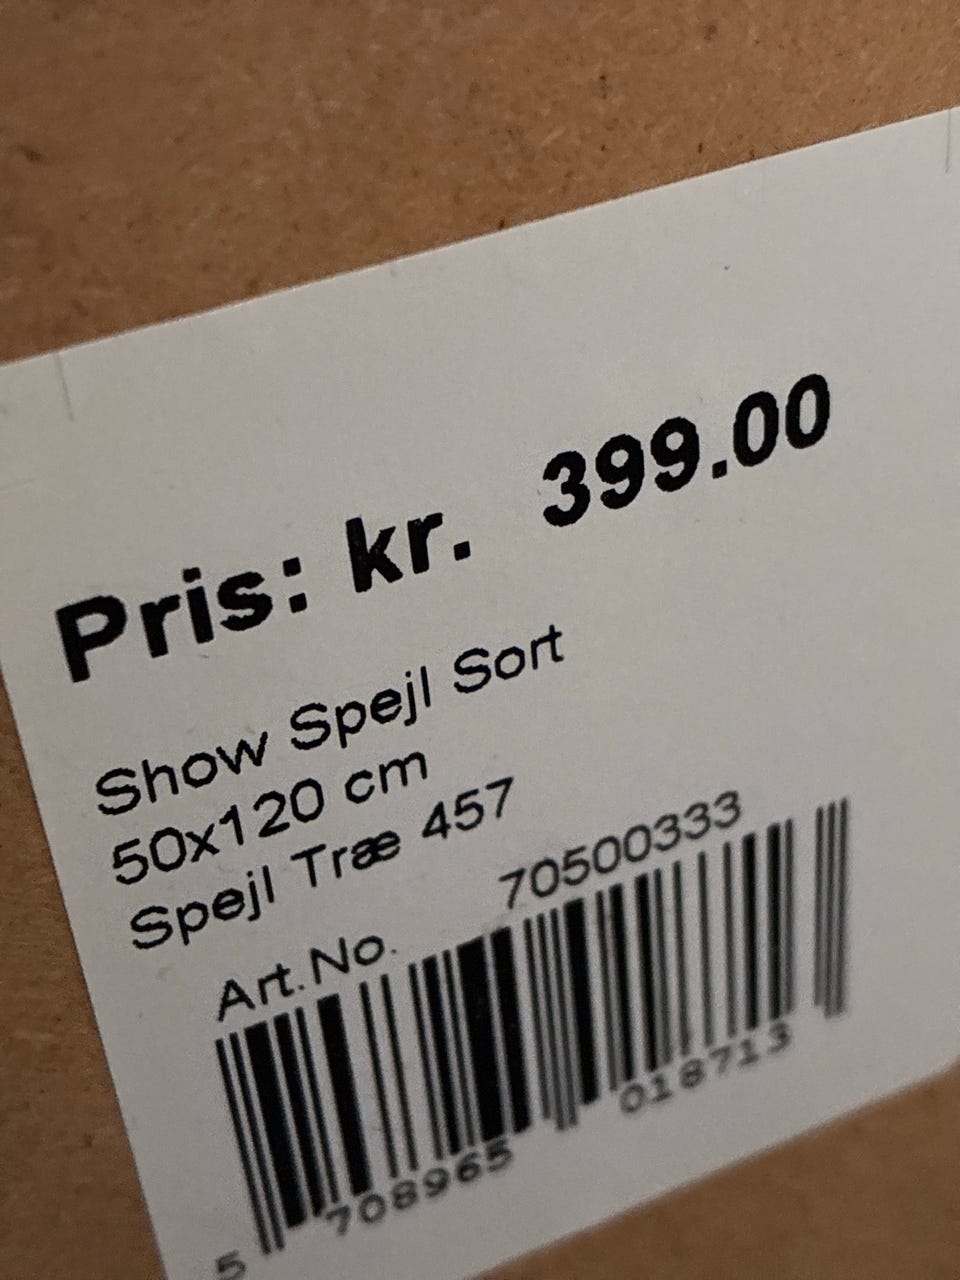 Pris: kr. 399.00
Show Spejl Sort
50x120 cm
Spejl Træ 457
Art.No. 70500333
5 708965 018713